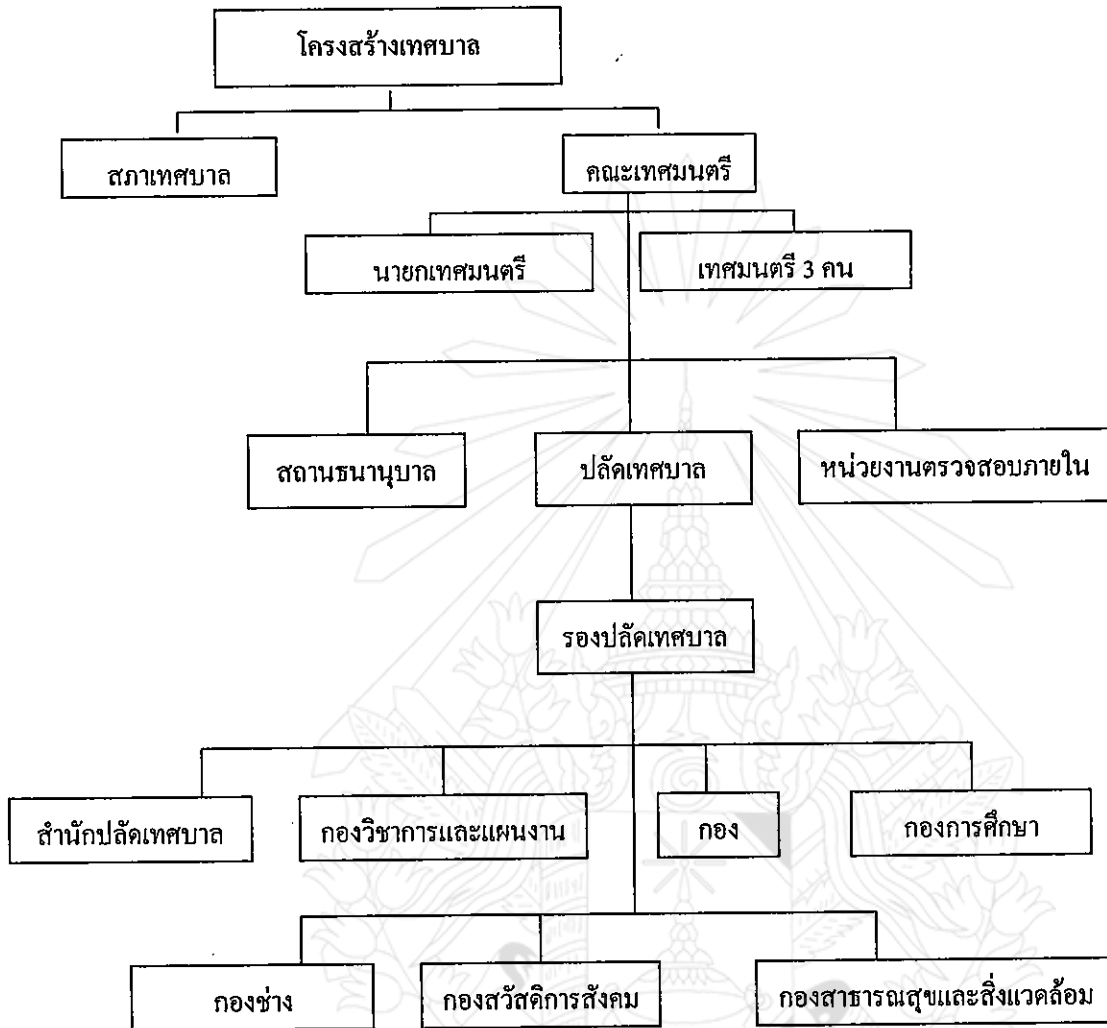 โครงสร้างเทศบาล
สภาเทศบาล
คณะเทศมนตรี
นายกเทศมนตรี
เทศมนตรี 3 คน
สถานธนานุบาล
ปลัดเทศบาล
หน่วยงานตรวจสอบภายใน
รองปลัดเทศบาล
สำนักปลัดเทศบาล
กองวิชาการและแผนงาน
กอง
กองการศึกษา
กองช่าง
กองสวัสดิการสังคม
กองสาธารณสุขและสิ่งแวดล้อม